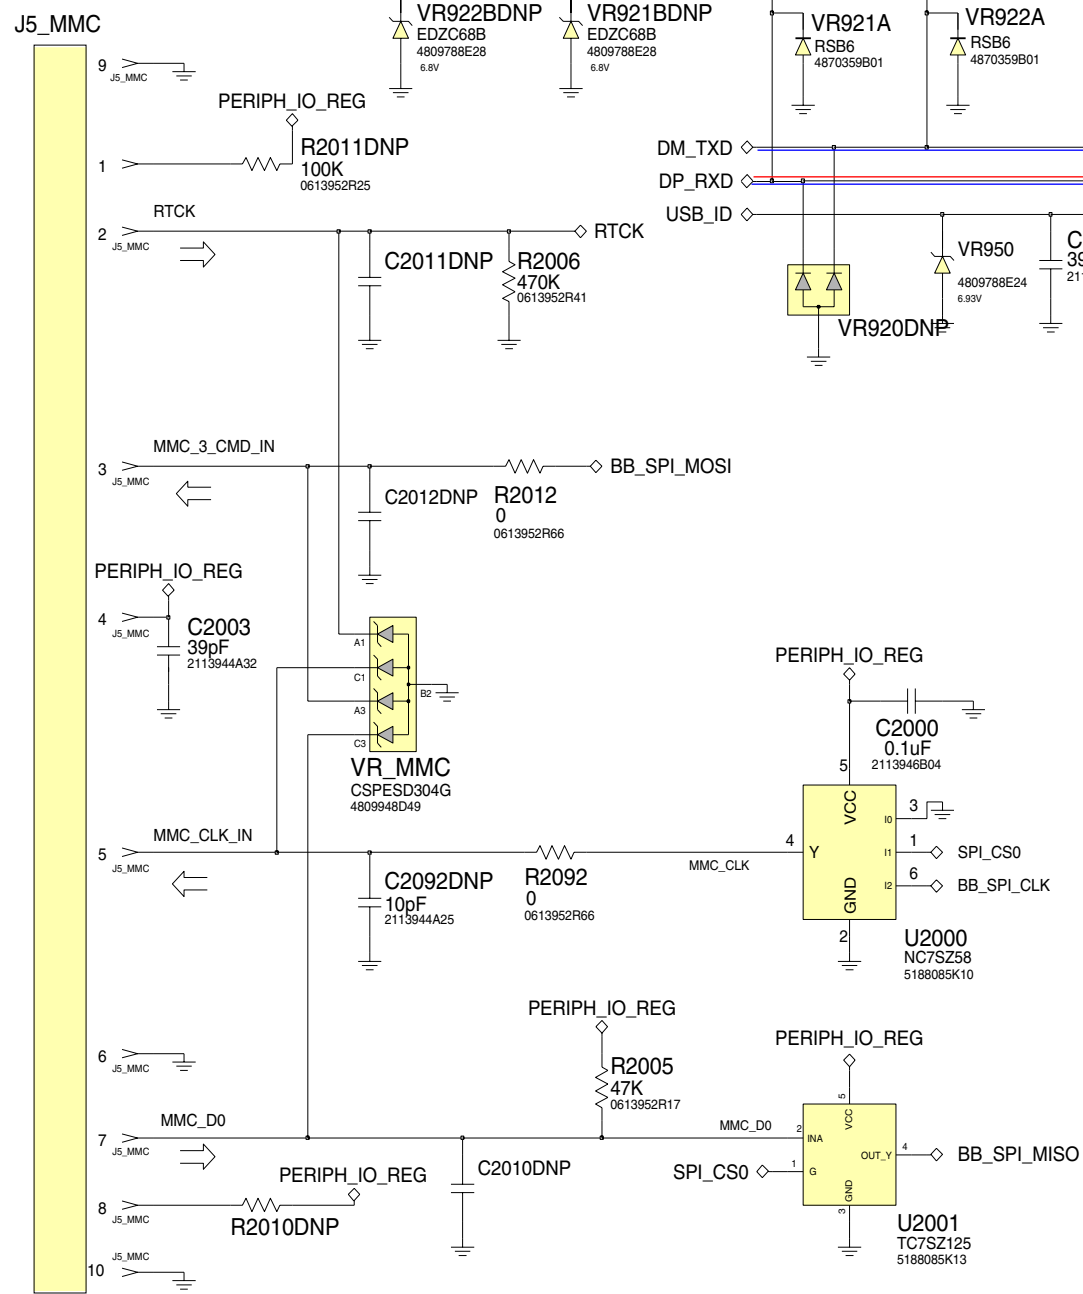 J5_MMC
VR922BDNP
EDZC68B
4809788E28
6.8V
VR921BDNP
EDZC68B
4809788E28
6.8V
VR921A
RSB6
4870359B01
VR922A
RSB6
4870359B01
9
J5_MMC
PERIPH_IO_REG
1
R2011DNP
100K
0613952R25
DM_TXD
DP_RXD
USB_ID
RTCK
2
J5_MMC
RTCK
C2011DNP
R2006
470K
0613952R41
VR950
4809788E24
6.93V
C
39
211
VR920DNP
MMC_3_CMD_IN
3
J5_MMC
BB_SPI_MOSI
C2012DNP
R2012
0
0613952R66
PERIPH_IO_REG
4
J5_MMC
C2003
39pF
2113944A32
A1
C1
A3
C3
B2
VR_MMC
CSPESD304G
4809948D49
PERIPH_IO_REG
C2000
0.1uF
2113946B04
5
VCC
3
I0
MMC_CLK_IN
5
J5_MMC
MMC_CLK
4
Y
I1
1
SPI_CS0
I2
6
BB_SPI_CLK
GND
2
C2092DNP
10pF
2113944A25
R2092
0
0613952R66
U2000
NC7SZ58
5188085K10
PERIPH_IO_REG
R2005
47K
0613952R17
PERIPH_IO_REG
6
J5_MMC
5
VCC
MMC_D0
7
J5_MMC
MMC_D0
2
INA
OUT_Y
4
BB_SPI_MISO
SPI_CS0
1
G
GND
3
C2010DNP
PERIPH_IO_REG
8
J5_MMC
R2010DNP
U2001
TC7SZ125
5188085K13
J5_MMC
10